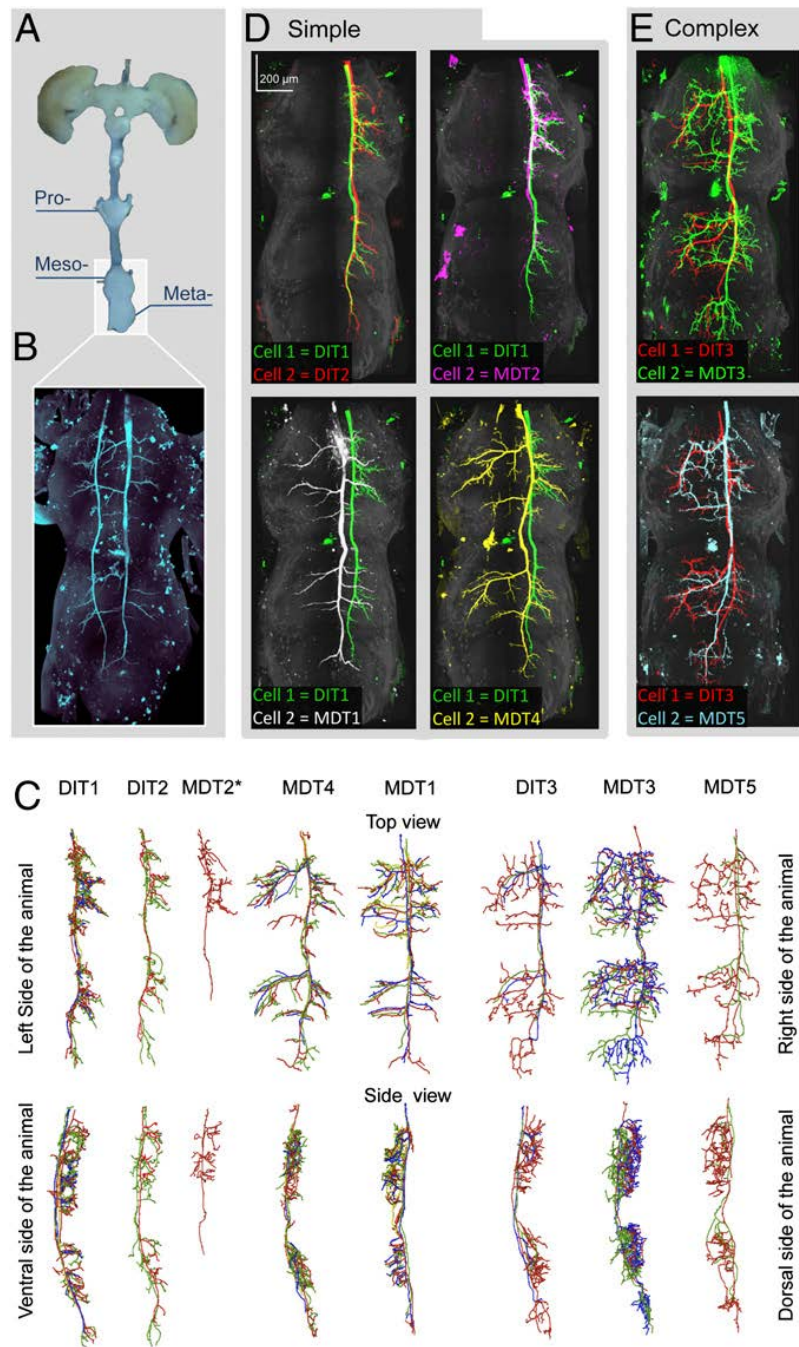 A
Pro-
Meso-
Meta-
B
D Simple
200 µm
Cell 1 = DIT1
Cell 2 = DIT2
Cell 1 = DIT1
Cell 2 = MDT2
Cell 1 = DIT1
Cell 2 = MDT1
Cell 1 = DIT1
Cell 2 = MDT4
E Complex
Cell 1 = DIT3
Cell 2 = MDT3
Cell 1 = DIT3
Cell 2 = MDT5
C
DIT1 DIT2 MDT2* MDT4 MDT1 DIT3 MDT3 MDT5
Top view
Left Side of the animal
Right side of the animal
Side view
Ventral side of the animal
Dorsal side of the animal